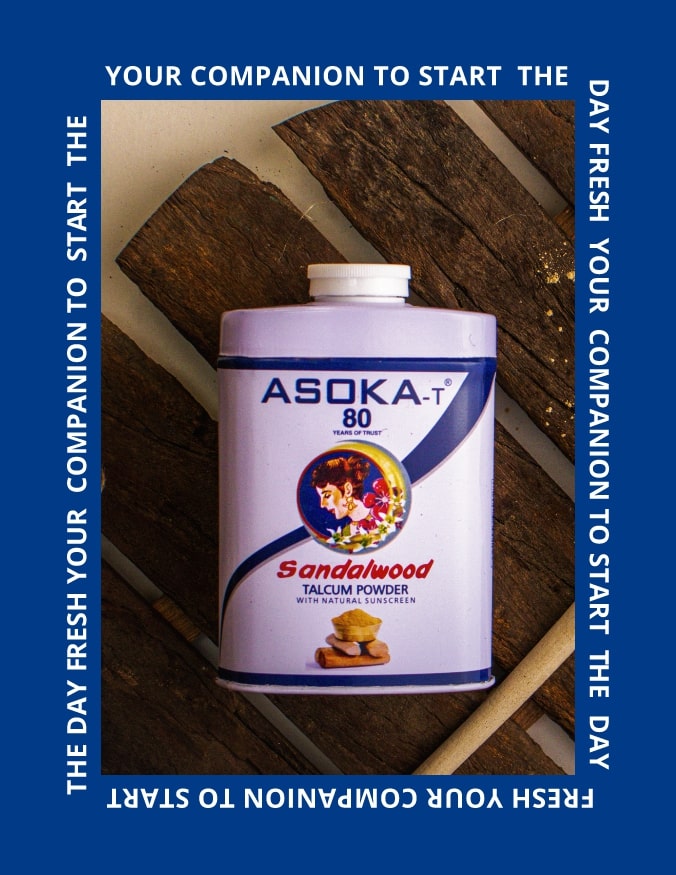 YOUR COMPANION TO START THE
DAY FRESH YOUR COMPANION TO START THE DAY
FRESH YOUR COMPANION TO START
THE DAY FRESH YOUR COMPANION TO START THE
ASOKA-T®
80
YEARS OF TRUST
Sandalwood
TALCUM POWDER
WITH NATURAL SUNSCREEN